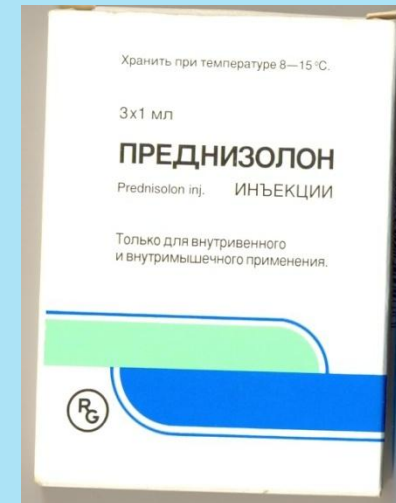 Хранить при температуре 8—15 °С.
3х1 мл
ПРЕДНИЗОЛОН
Prednisolon inj. ИНЪЕКЦИИ
Только для внутривенного
и внутримышечного применения.
RG